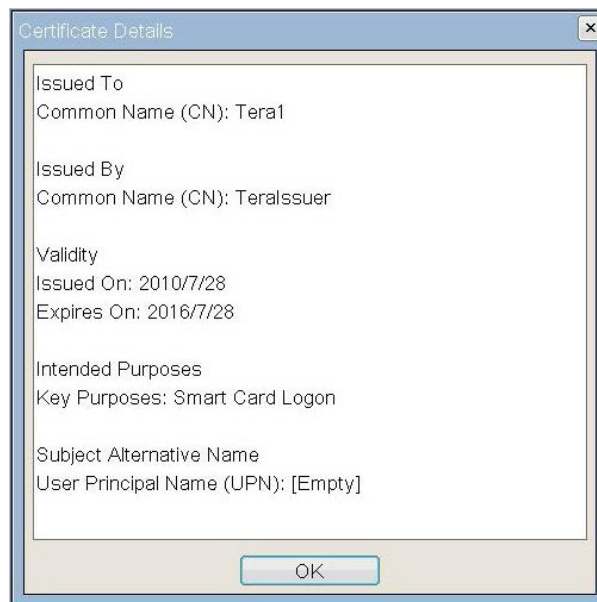 Certificate Details
Issued To
Common Name (CN): Tera1
Issued By
Common Name (CN): TeraIssuer
Validity
Issued On: 2010/7/28
Expires On: 2016/7/28
Intended Purposes
Key Purposes: Smart Card Logon
Subject Alternative Name
User Principal Name (UPN): [Empty]
OK